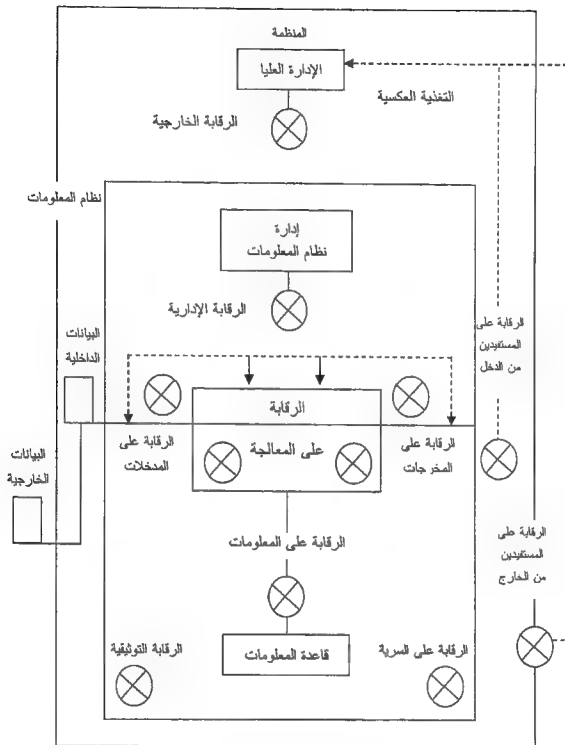 المنظمة
الإدارة العليا
التغذية العكسية
الرقابة الخارجية
نظام المعلومات
إدارة
نظام المعلومات
الرقابة الإدارية
الرقابة على
المستفيدين
من الدخل
البيانات
الداخلية
الرقابة
على المعالجة
الرقابة على
المخرجات
الرقابة على
المدخلات
البيانات
الخارجية
الرقابة على
المستفيدين
من الخارج
الرقابة على المعلومات
قاعدة المعلومات
الرقابة على السرية
الرقابة التوثيقية